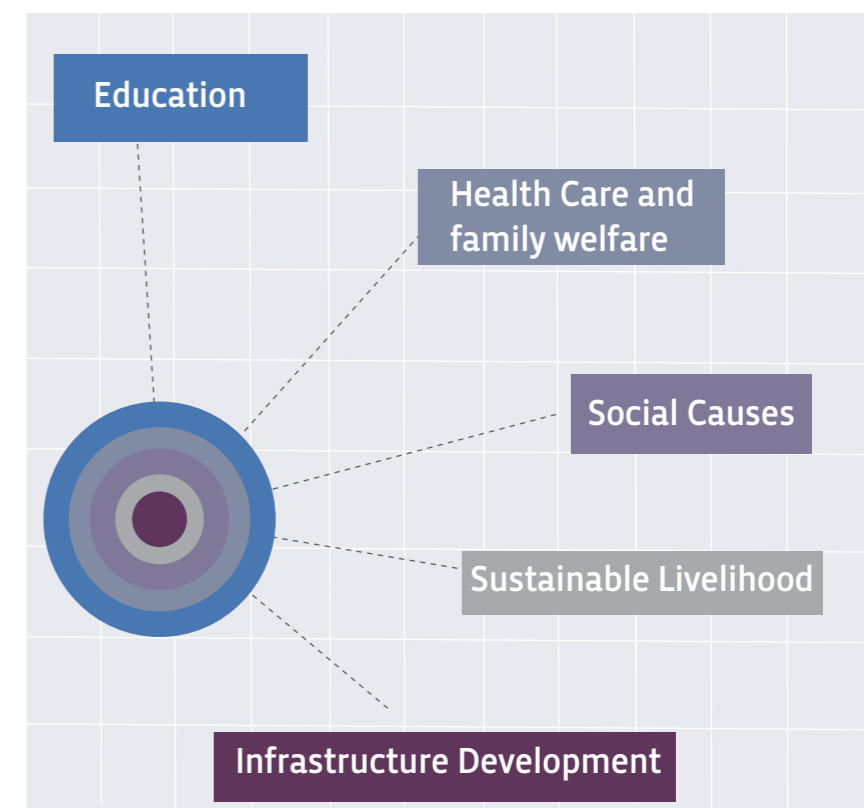 Education
Health Care and
family welfare
Social Causes
Sustainable Livelihood
Infrastructure Development